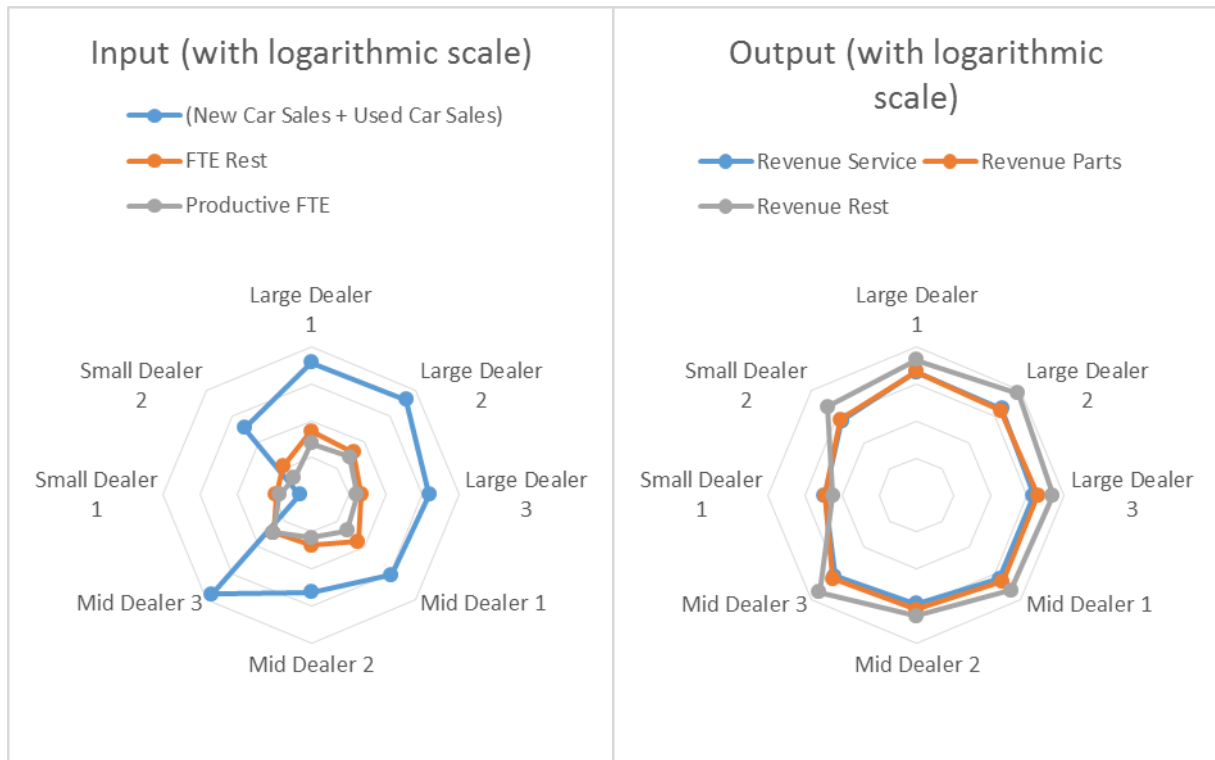 Input (with logarithmic scale)
(New Car Sales + Used Car Sales)
FTE Rest
Productive FTE
Large Dealer
1
Large Dealer
2
Large Dealer
3
Mid Dealer 1
Mid Dealer 2
Mid Dealer 3
Small Dealer
1
Small Dealer
2
Output (with logarithmic
scale)
Revenue Service
Revenue Parts
Revenue Rest
Large Dealer
1
Large Dealer
2
Large Dealer
3
Mid Dealer 1
Mid Dealer 2
Mid Dealer 3
Small Dealer
1
Small Dealer
2